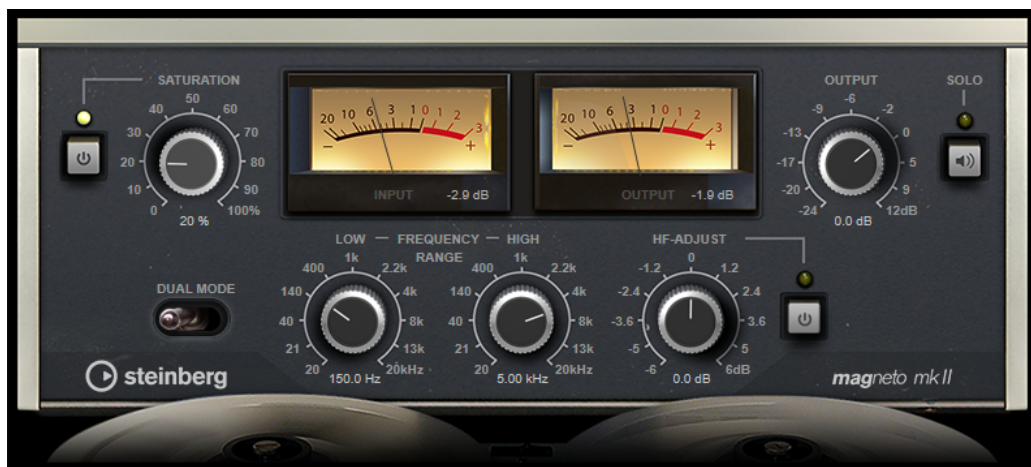 SATURATION
0 10 20 30 40 50 60 70 80 90 100%
20 %
20 10 6 3 1 0 1 2 3
- +
INPUT -2.9 dB
20 10 6 3 1 0 1 2 3
- +
OUTPUT -1.9 dB
OUTPUT
-24 -20 -17 -13 -9 -6 -2 0 5 9 12dB
0.0 dB
SOLO
DUAL MODE
LOW FREQUENCY RANGE HIGH
20 21 40 140 400 1k 2.2k 4k 8k 13k 20kHz
150.0 Hz
20 21 40 140 400 1k 2.2k 4k 8k 13k 20kHz
5.00 kHz
HF-ADJUST
-6 -5 -3.6 -2.4 -1.2 0 1.2 2.4 3.6 5 6dB
0.0 dB
steinberg
magneto mkII